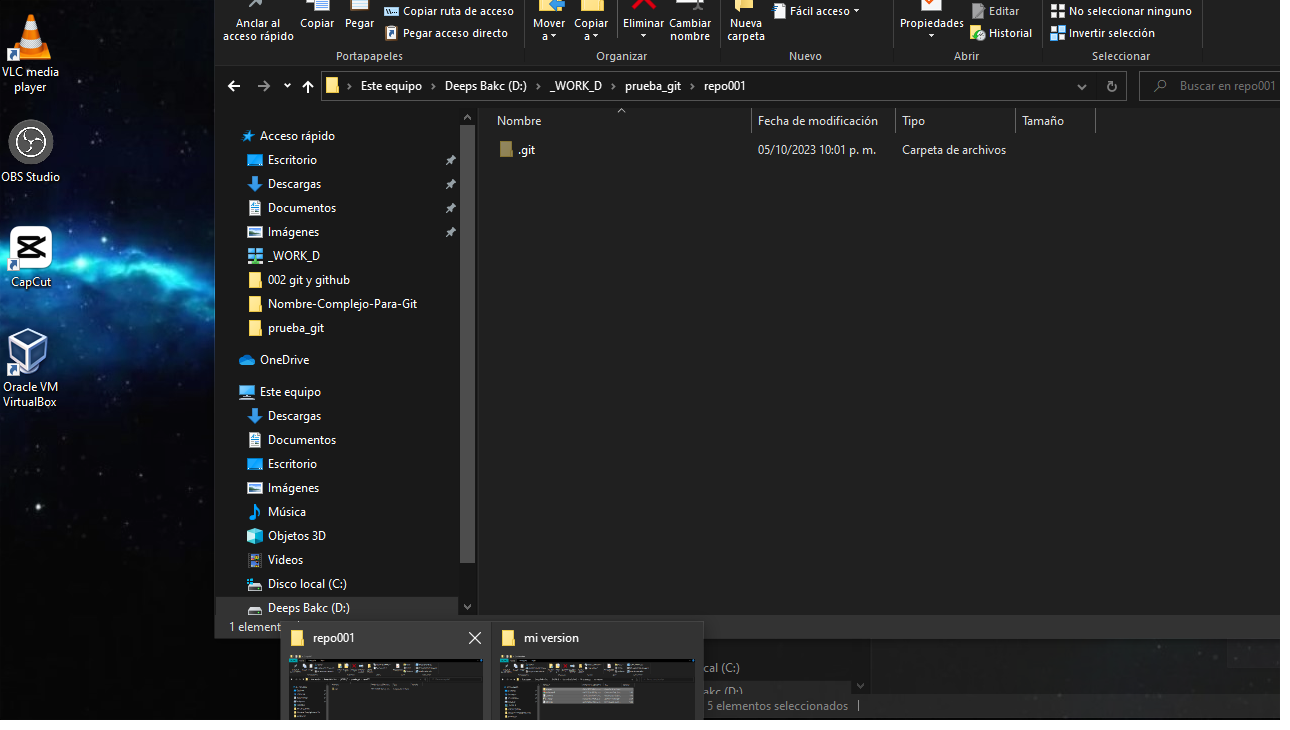 VLC media
player
OBS Studio
CapCut
Oracle VM
VirtualBox
Anclar al
acceso rápido
Copiar
Pegar
Copiar ruta de acceso
Pegar acceso directo
Portapapeles
Mover
a
Copiar
a
Eliminar
Cambiar
nombre
Organizar
Nueva
carpeta
Fácil acceso
Nuevo
Propiedades
Editar
Historial
Abrir
No seleccionar ninguno
Invertir selección
Seleccionar
Este equipo > Deeps Bakc (D:) > _WORK_D > prueba_git > repo001
Buscar en repo001
Nombre Fecha de modificación Tipo Tamaño
.git 05/10/2023 10:01 p. m. Carpeta de archivos
Acceso rápido
Escritorio
Descargas
Documentos
Imágenes
_WORK_D
002 git y github
Nombre-Complejo-Para-Git
prueba_git
OneDrive
Este equipo
Descargas
Documentos
Escritorio
Imágenes
Música
Objetos 3D
Videos
Disco local (C:)
Deeps Bakc (D:)
1 element
repo001
mi version
cal (C:)
akc (D:)
5 elementos seleccionados